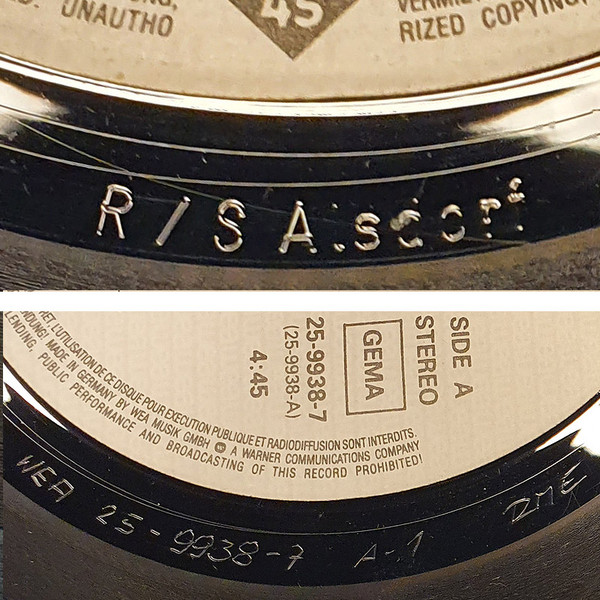 UNAUTHO
45
RIZED COPYING,
R / S A
SIDE A
STEREO
GEMA
25-9938-7
(25-9938-A)
4:45
RET, L'UTILISATION DE CE DISQUE POUR EXECUTION PUBLIQUE ET RADIODIFFUSION SONT INTERDITS.
MADE IN GERMANY BY WEA MUSIK GMBH A WARNER COMMUNICATIONS COMPANY
LENDING, PUBLIC PERFORMANCE AND BROADCASTING OF THIS RECORD PROHIBITED!
WEA 25-9938-7 A-1 RME